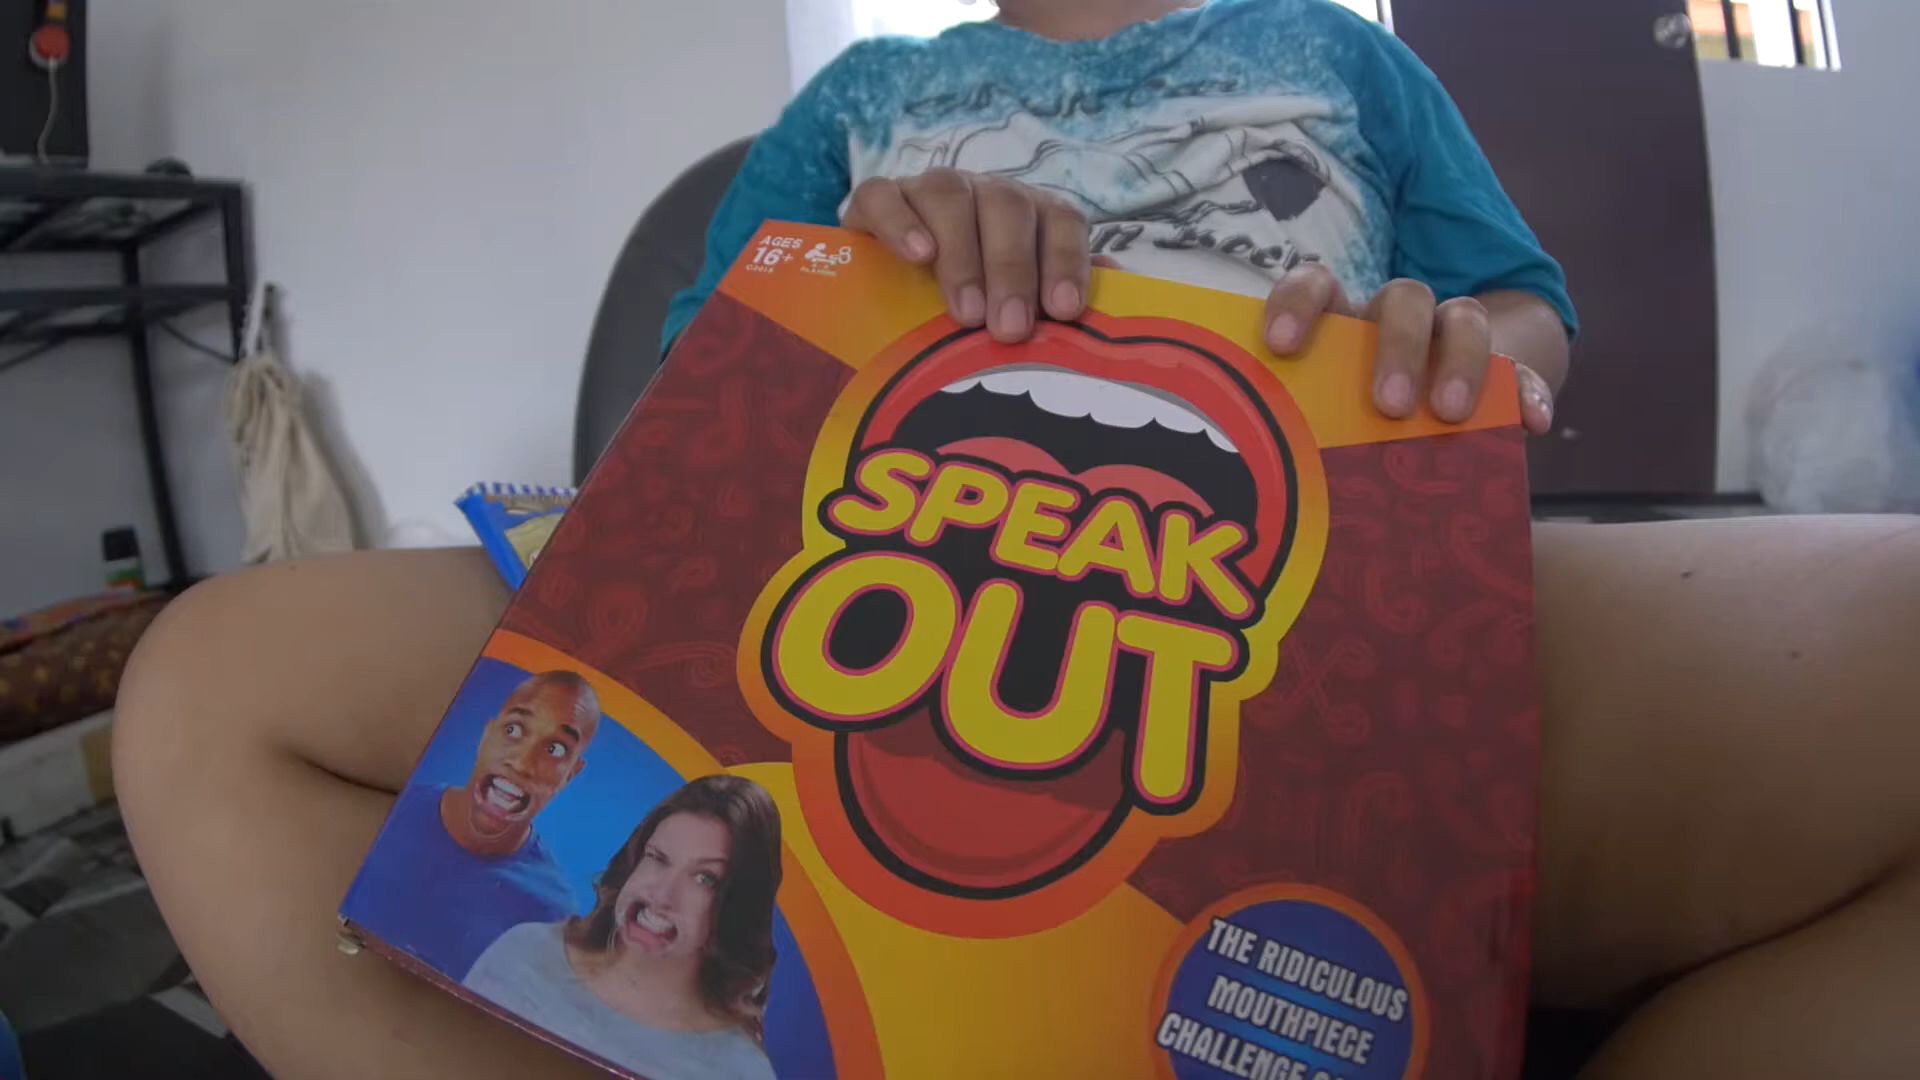 AGES
16+
SPEAK
OUT
THE RIDICULOUS
MOUTHPIECE
CHALLENGE